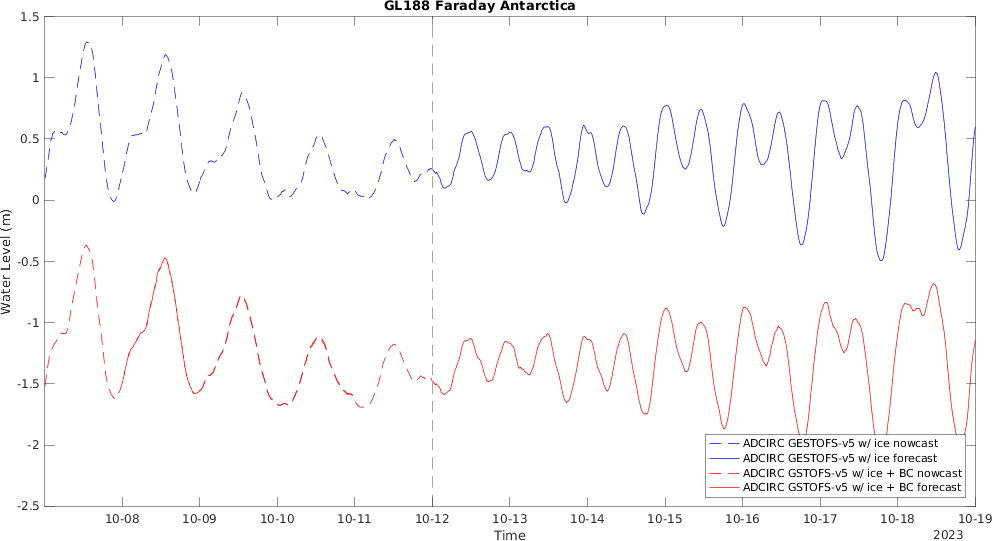 GL188 Faraday Antarctica
1.5
1
0.5
0
-0.5
-1
-1.5
-2
-2.5
Water Level (m)
ADCIRC GESTOFS-v5 w/ ice nowcast
ADCIRC GESTOFS-v5 w/ ice forecast
ADCIRC GSTOFS-v5 w/ ice + BC nowcast
ADCIRC GSTOFS-v5 w/ ice + BC forecast
10-08 10-09 10-10 10-11 10-12 10-13 10-14 10-15 10-16 10-17 10-18 10-19
Time
2023